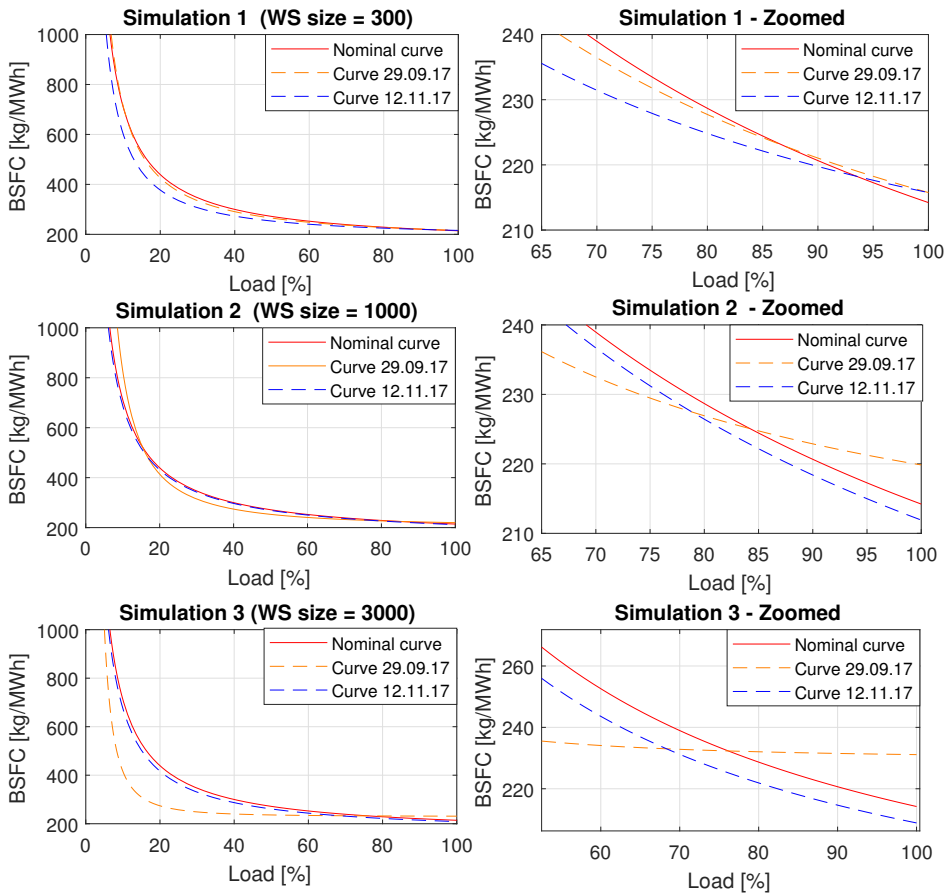 Simulation 1  (WS size = 300)
BSFC [kg/MWh]
1000
800
600
400
200
0
20
40
60
80
100
Load [%]
Nominal curve
Curve 29.09.17
Curve 12.11.17
Simulation 1 - Zoomed
BSFC [kg/MWh]
240
230
220
210
65
70
75
80
85
90
95
100
Load [%]
Nominal curve
Curve 29.09.17
Curve 12.11.17
Simulation 2  (WS size = 1000)
BSFC [kg/MWh]
1000
800
600
400
200
0
20
40
60
80
100
Load [%]
Nominal curve
Curve 29.09.17
Curve 12.11.17
Simulation 2  - Zoomed
BSFC [kg/MWh]
240
230
220
210
65
70
75
80
85
90
95
100
Load [%]
Nominal curve
Curve 29.09.17
Curve 12.11.17
Simulation 3 (WS size = 3000)
BSFC [kg/MWh]
1000
800
600
400
200
0
20
40
60
80
100
Load [%]
Nominal curve
Curve 29.09.17
Curve 12.11.17
Simulation 3 - Zoomed
BSFC [kg/MWh]
260
240
220
60
70
80
90
100
Load [%]
Nominal curve
Curve 29.09.17
Curve 12.11.17